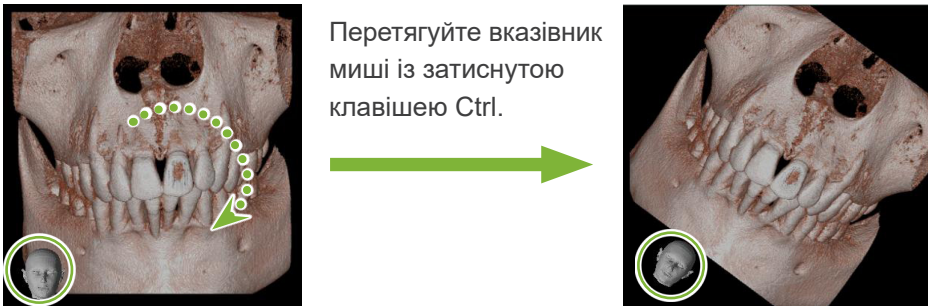 Перетягуйте вказівник
миші із затиснутою
клавішею Ctrl.